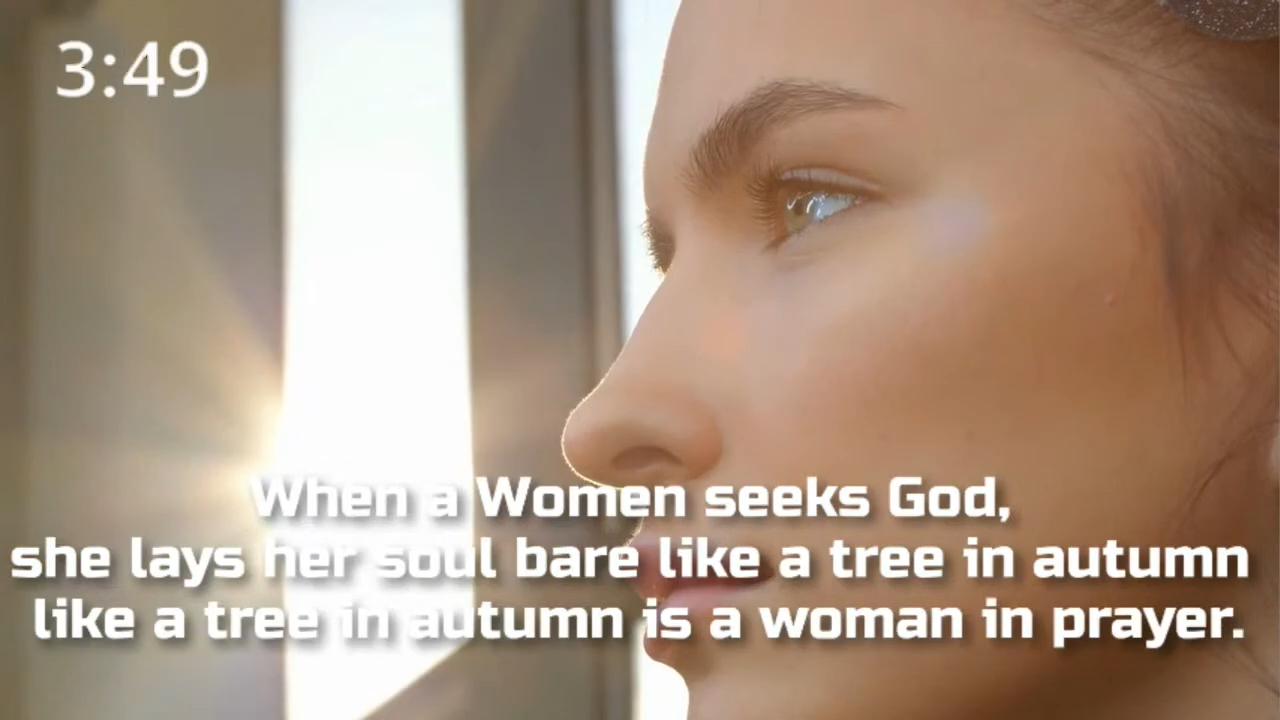 3:49
When a Women seeks God,
she lays her soul bare like a tree in autumn
like a tree in autumn is a woman in prayer.